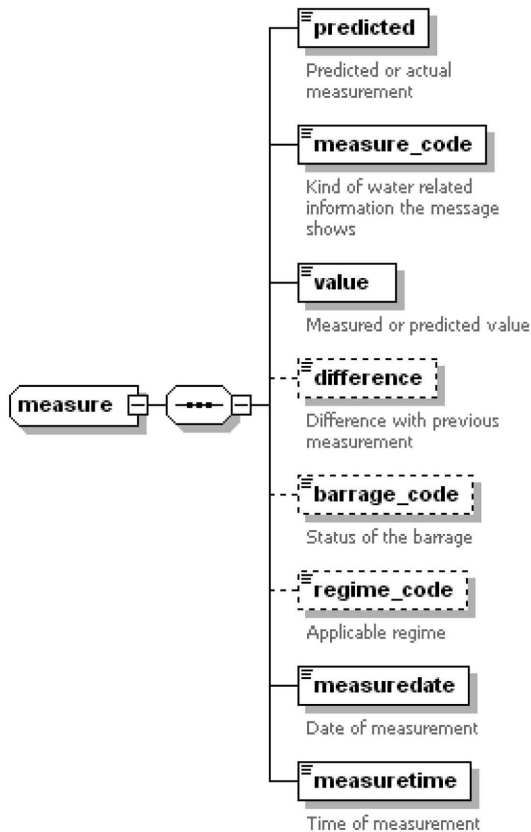 predicted
Predicted or actual
measurement
measure_code
Kind of water related
information the message
shows
value
Measured or predicted value
measure
difference
Difference with previous
measurement
barrage_code
Status of the barrage
regime_code
Applicable regime
measuredate
Date of measurement
measuretime
Time of measurement